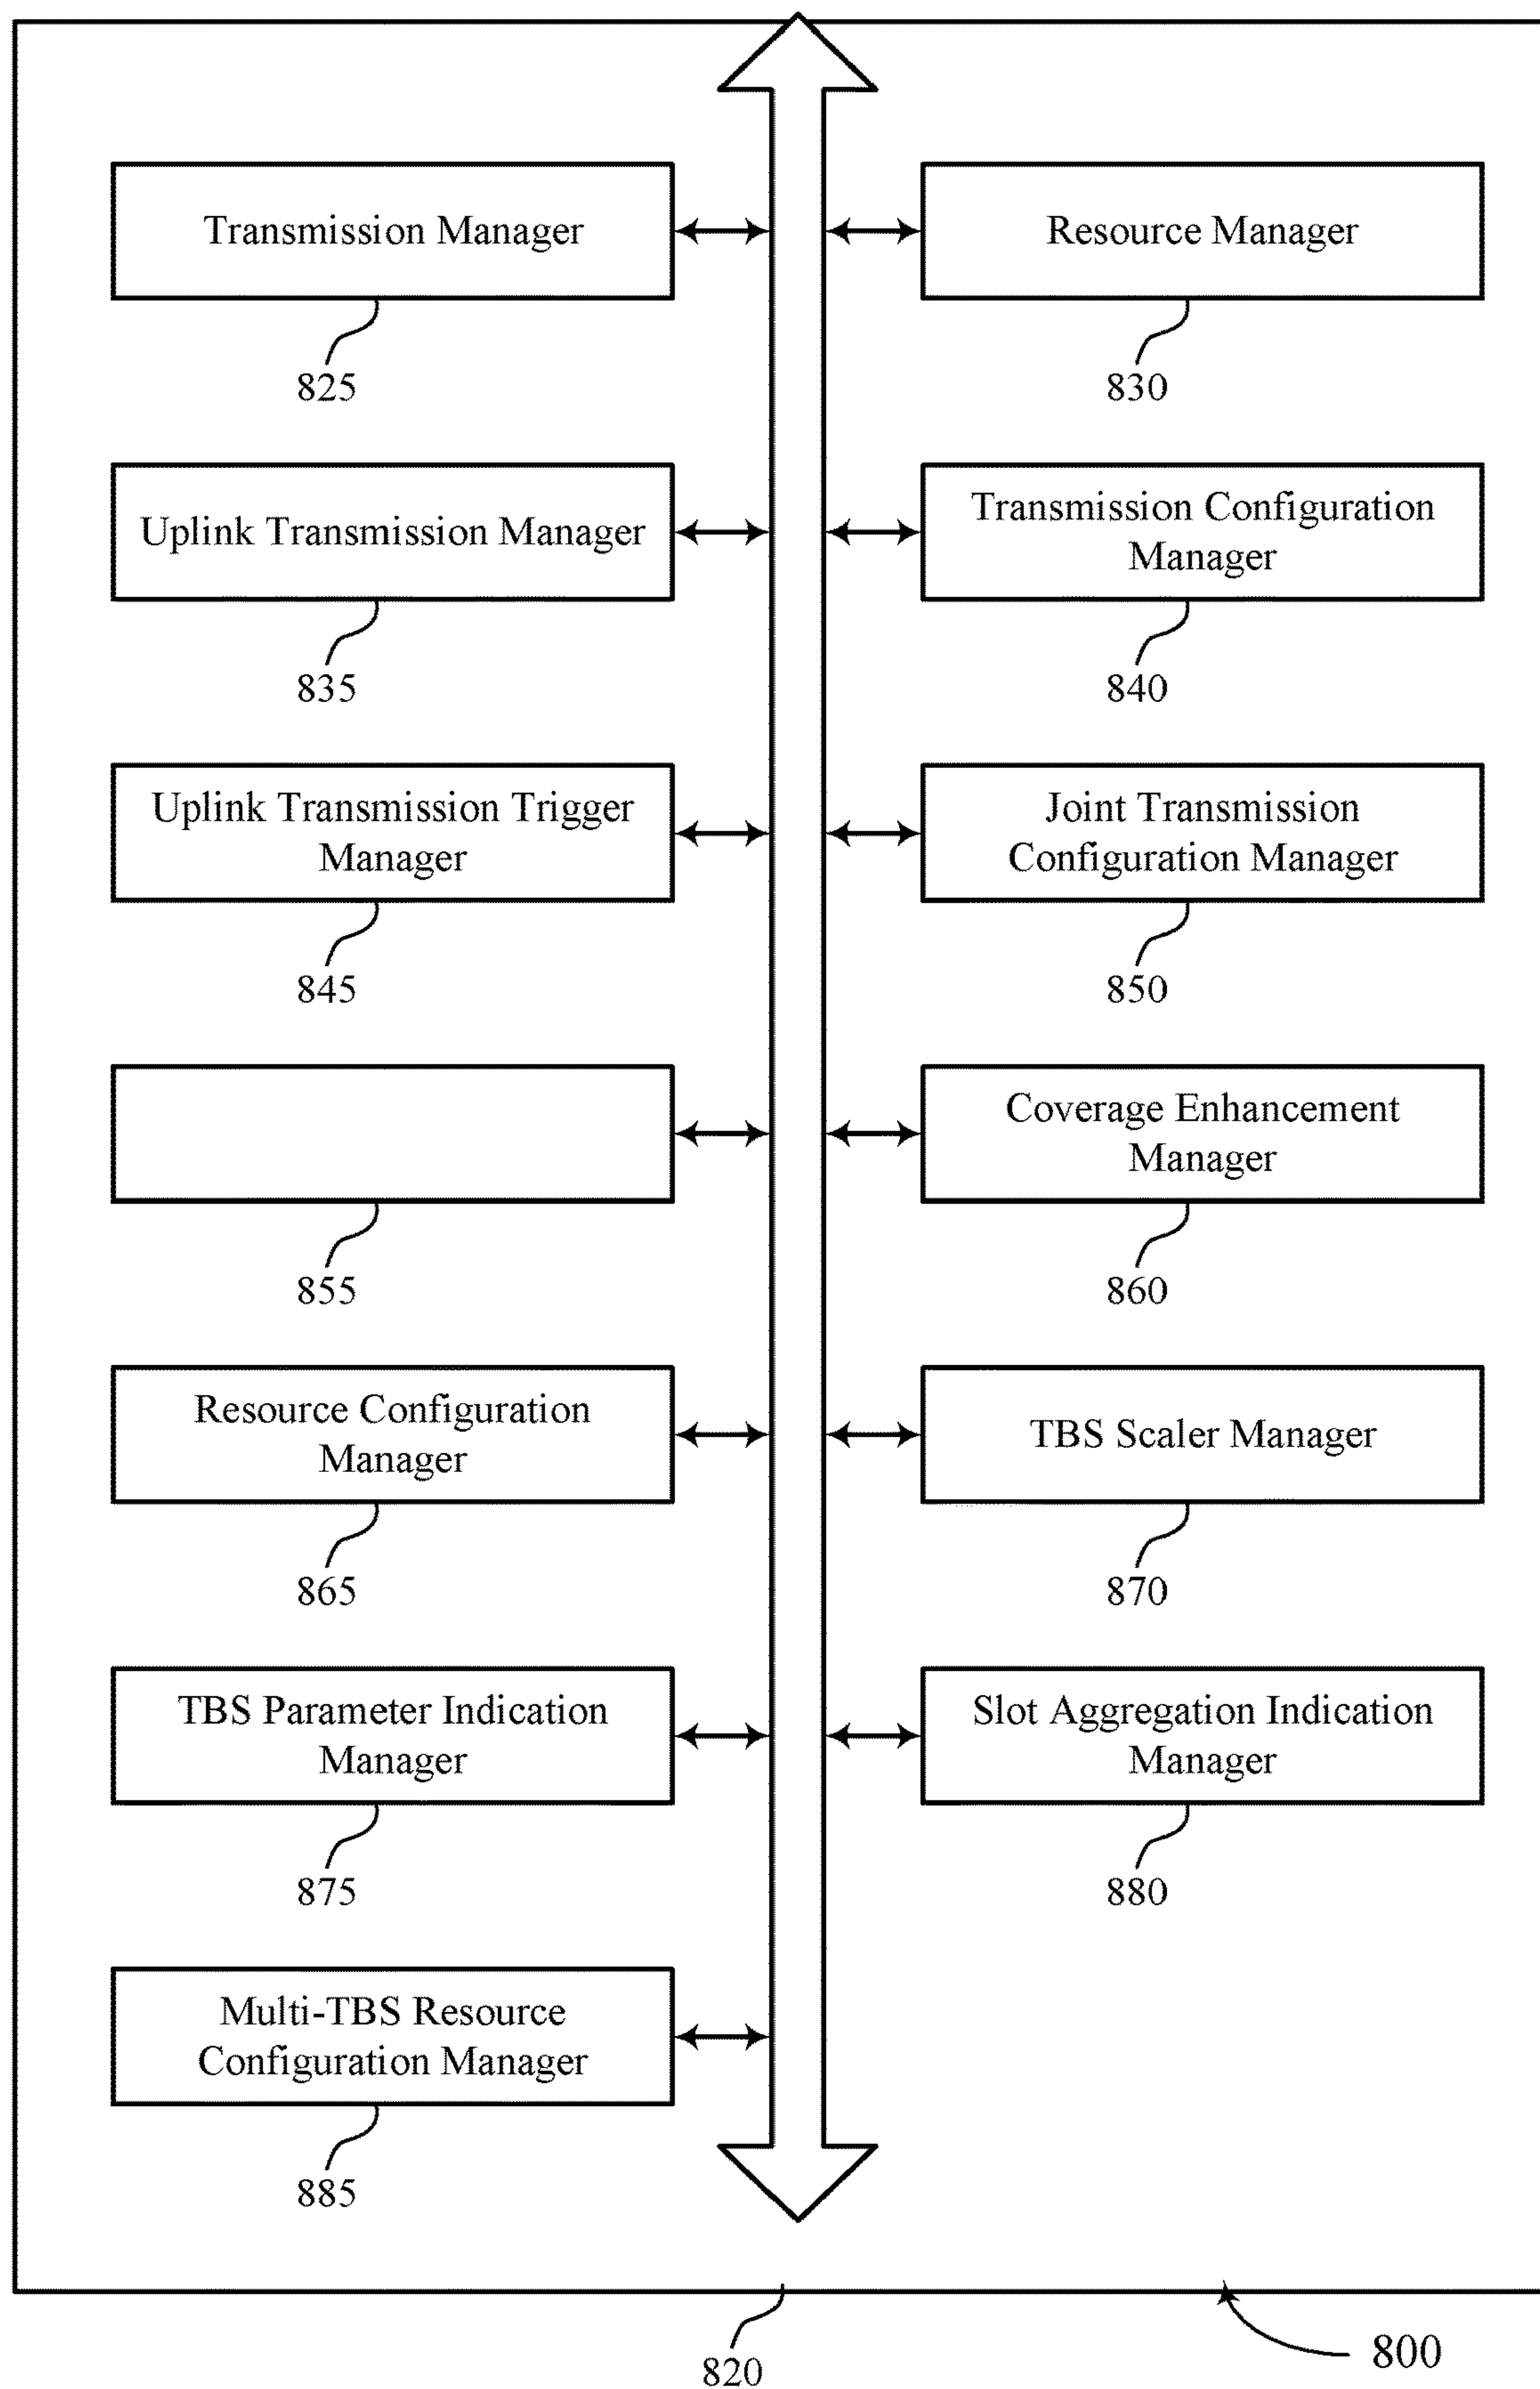 Transmission Manager
825
Resource Manager
830
Uplink Transmission Manager
835
Transmission Configuration
Manager
840
Uplink Transmission Trigger
Manager
845
Joint Transmission
Configuration Manager
850
855
Coverage Enhancement
Manager
860
Resource Configuration
Manager
865
TBS Scaler Manager
870
TBS Parameter Indication
Manager
875
Slot Aggregation Indication
Manager
880
Multi-TBS Resource
Configuration Manager
885
820
800